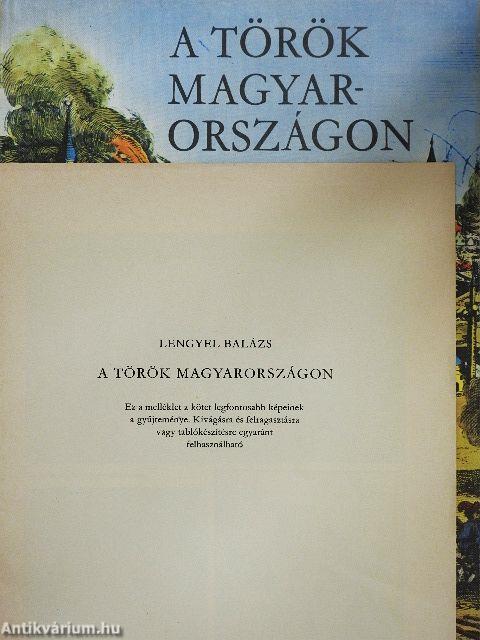 A TÖRÖK
MAGYAR-
ORSZÁGON
LENGYEL BALÁZS
A TÖRÖK MAGYARORSZÁGON
Ez a melléklet a kötet legfontosabb képeinek
a gyűjteménye. Kivágásra és felragasztásra
vagy tablókészítésre egyaránt
felhasználható
Antikvárium.hu